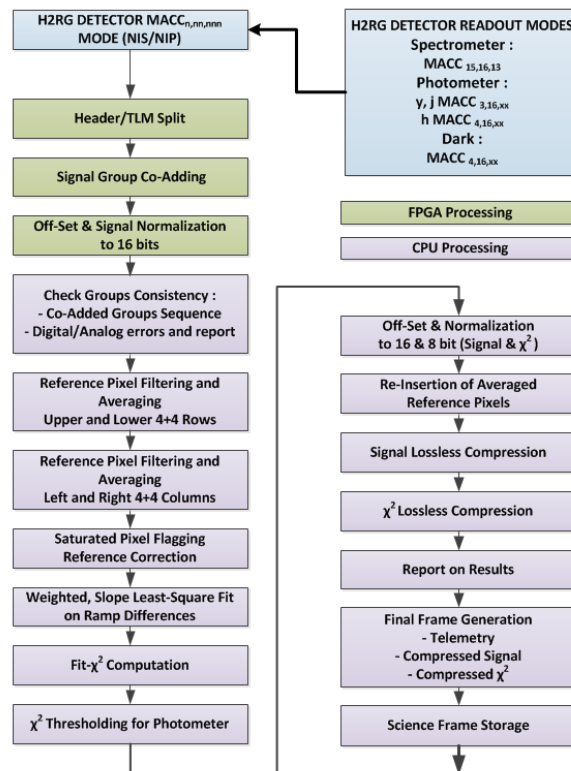 H2RG DETECTOR MACCn,nn,nnn
MODE (NIS/NIP)
Header/TLM Split
Signal Group Co-Adding
Off-Set & Signal Normalization
to 16 bits
Check Groups Consistency :
- Co-Added Groups Sequence
- Digital/Analog errors and report
Reference Pixel Filtering and
Averaging
Upper and Lower 4+4 Rows
Reference Pixel Filtering and
Averaging
Left and Right 4+4 Columns
Saturated Pixel Flagging
Reference Correction
Weighted, Slope Least-Square Fit
on Ramp Differences
Fit-χ² Computation
χ² Thresholding for Photometer
H2RG DETECTOR READOUT MODES
Spectrometer :
MACC 15,16,13
Photometer :
y, j MACC 3,16,xx
h MACC 4,16,xx
Dark :
MACC 4,16,xx
FPGA Processing
CPU Processing
Off-Set & Normalization
to 16 & 8 bit (Signal & χ² )
Re-Insertion of Averaged
Reference Pixels
Signal Lossless Compression
χ² Lossless Compression
Report on Results
Final Frame Generation
- Telemetry
- Compressed Signal
- Compressed χ²
Science Frame Storage